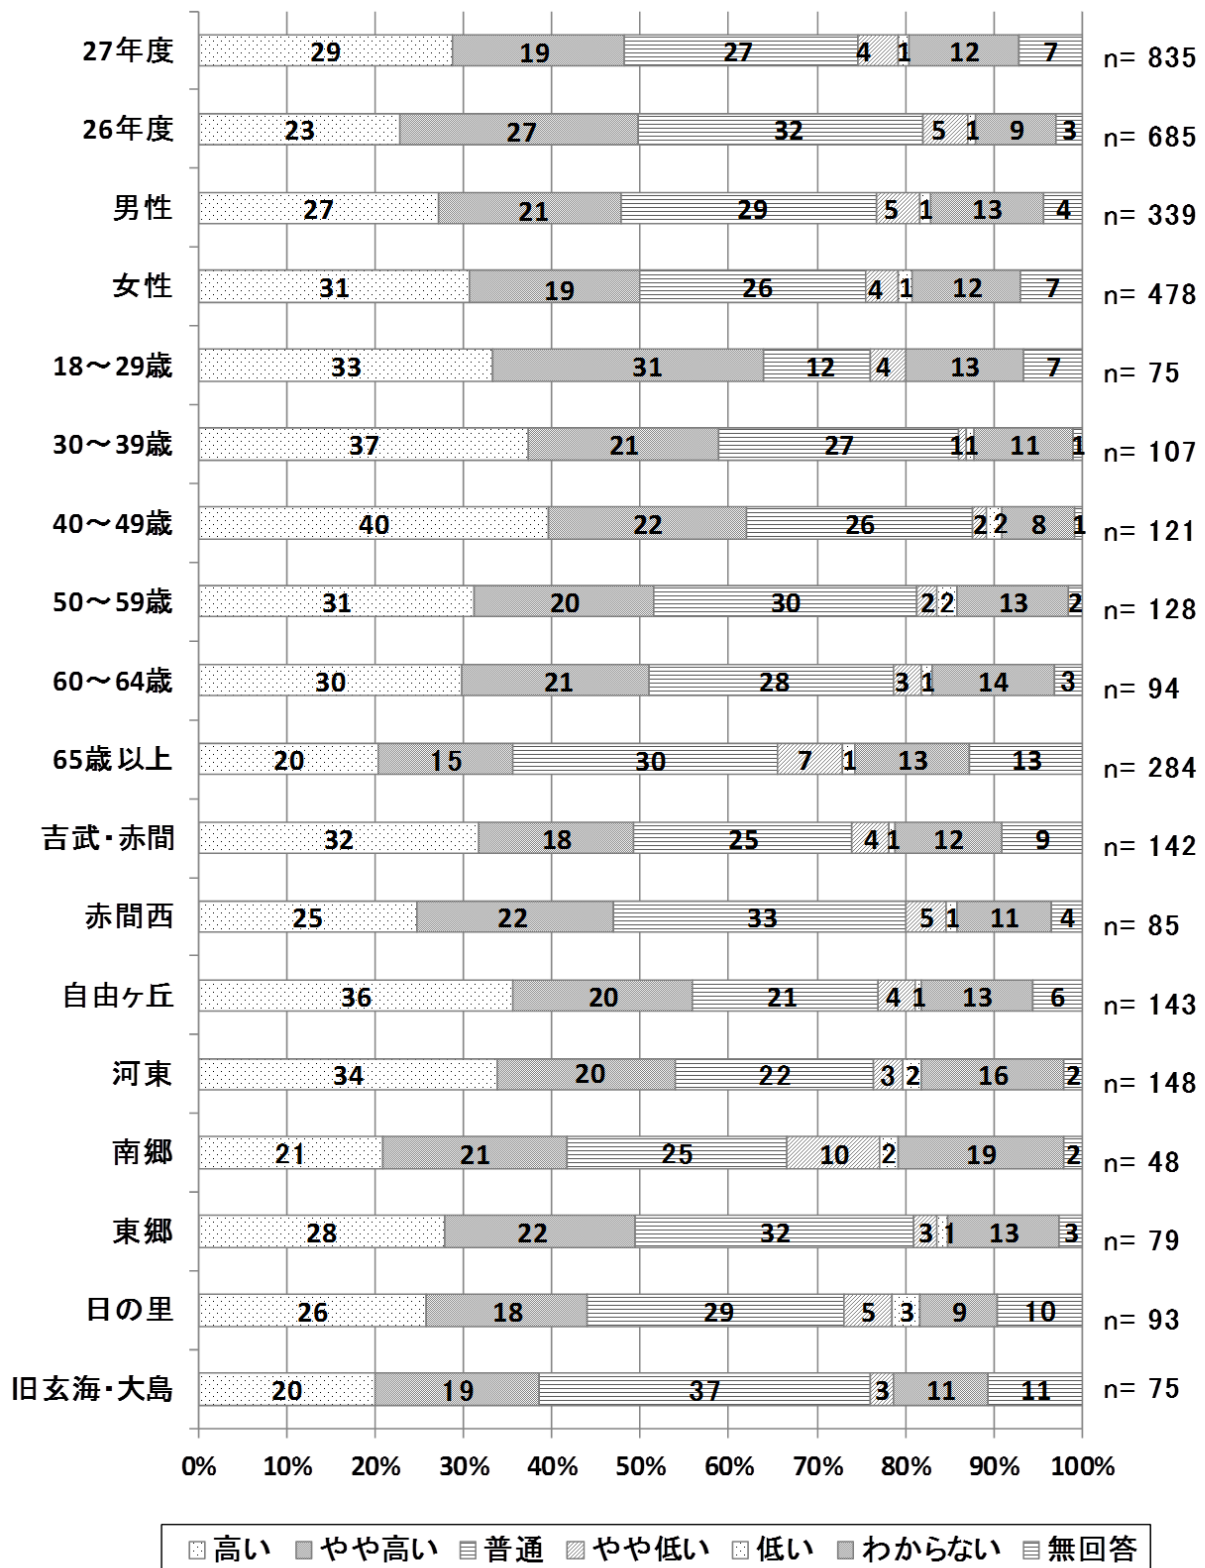 27年度 29 19 27 4 1 12 7 n= 835
26年度 23 27 32 5 1 9 3 n= 685
男性 27 21 29 5 1 13 4 n= 339
女性 31 19 26 4 1 12 7 n= 478
18～29歳 33 31 12 4 13 7 n= 75
30～39歳 37 21 27 1 1 11 1 n= 107
40～49歳 40 22 26 2 2 8 1 n= 121
50～59歳 31 20 30 2 2 13 2 n= 128
60～64歳 30 21 28 3 1 14 3 n= 94
65歳以上 20 15 30 7 1 13 13 n= 284
吉武・赤間 32 18 25 4 1 12 9 n= 142
赤間西 25 22 33 5 1 11 4 n= 85
自由ヶ丘 36 20 21 4 1 13 6 n= 143
河東 34 20 22 3 2 16 2 n= 148
南郷 21 21 25 10 2 19 2 n= 48
東郷 28 22 32 3 1 13 3 n= 79
日の里 26 18 29 5 3 9 10 n= 93
旧玄海・大島 20 19 37 3 11 11 n= 75
0% 10% 20% 30% 40% 50% 60% 70% 80% 90% 100%
高い やや高い 普通 やや低い 低い わからない 無回答